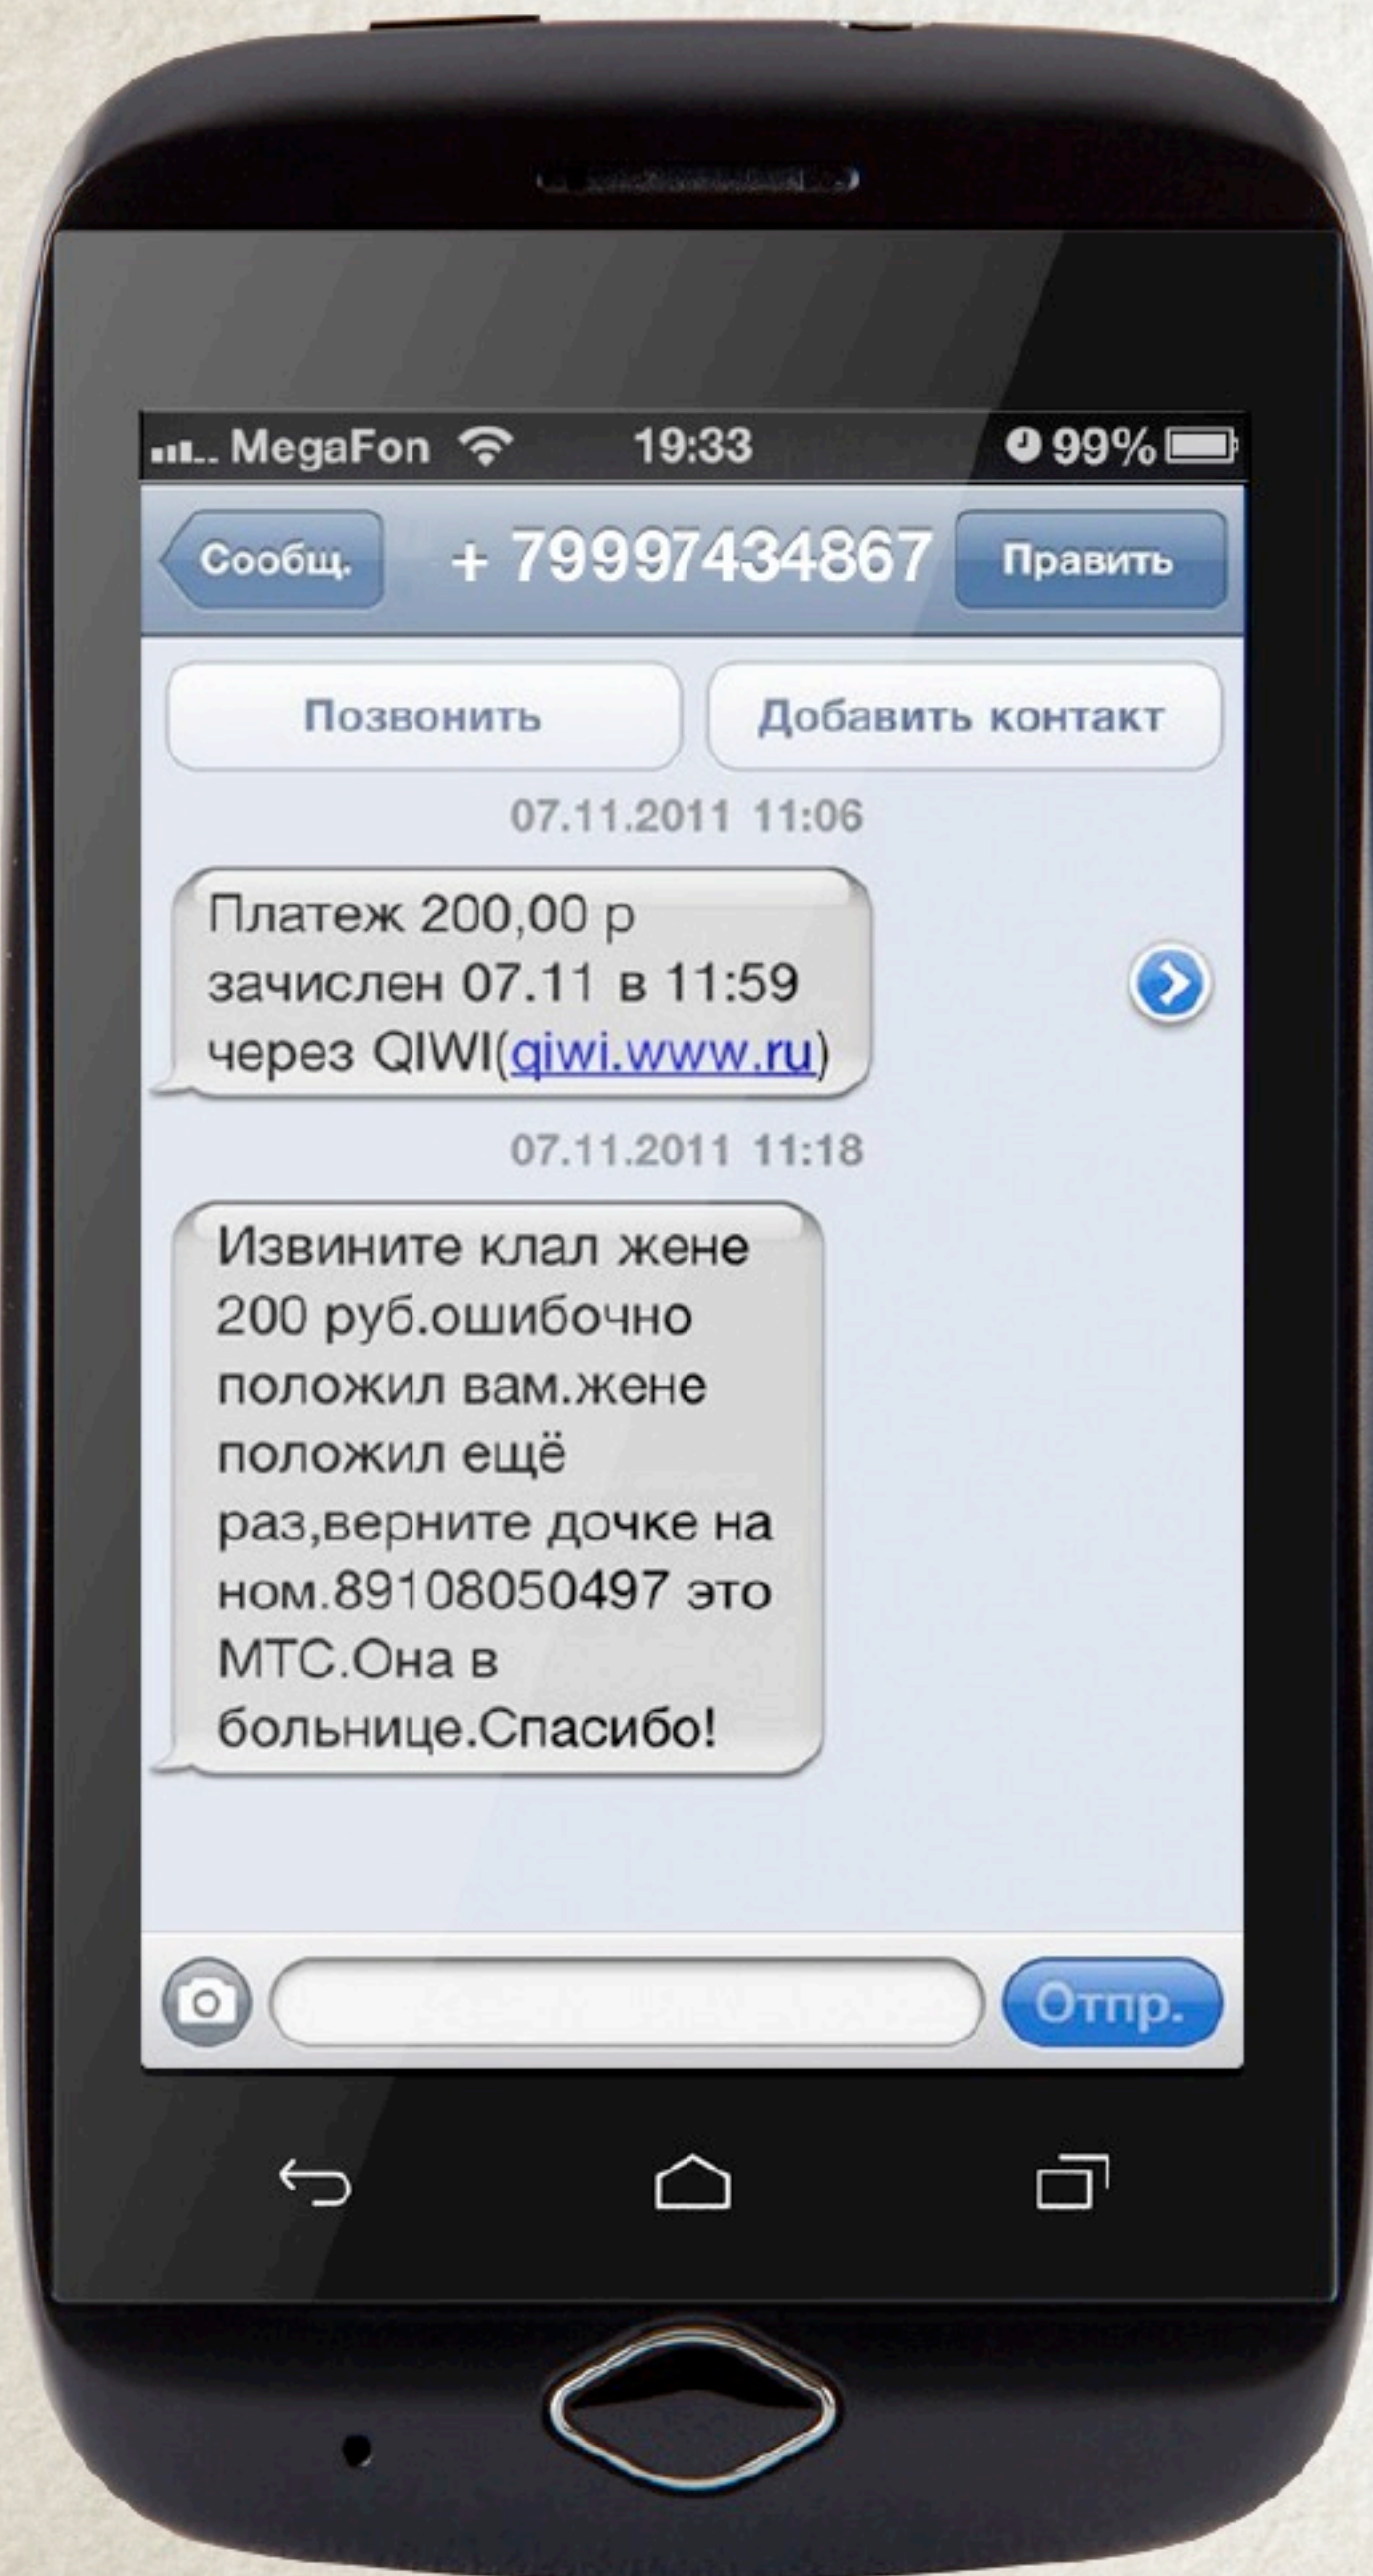 MegaFon 19:33 99%
Сообщ. + 79997434867 Править
Позвонить Добавить контакт
07.11.2011 11:06
Платеж 200,00 р
зачислен 07.11 в 11:59
через QIWI(qiwi.www.ru)
07.11.2011 11:18
Извините клал жене
200 руб.ошибочно
положил вам.жене
положил ещё
раз,верните дочке на
ном.89108050497 это
МТС.Она в
больнице.Спасибо!
Отпр.